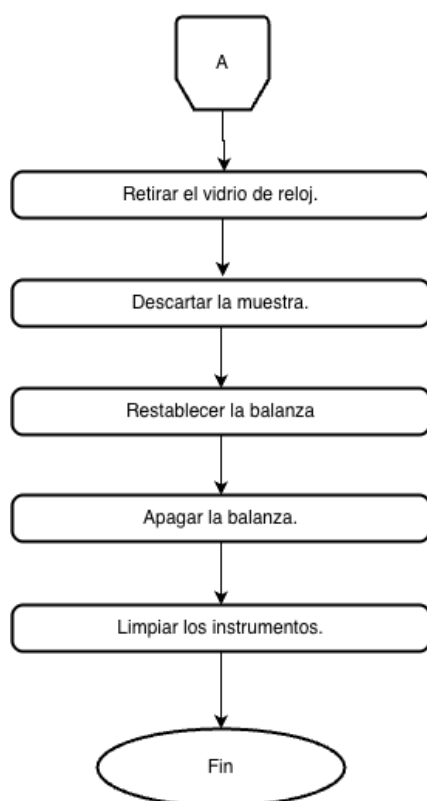 A
Retirar el vidrio de reloj.
Descartar la muestra.
Restablecer la balanza
Apagar la balanza.
Limpiar los instrumentos.
Fin